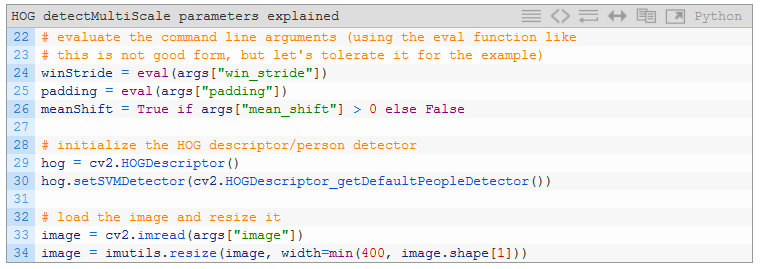 HOG detectMultiScale parameters explained Python
22 # evaluate the command line arguments (using the eval function like
23 # this is not good form, but let's tolerate it for the example)
24 winStride = eval(args["win_stride"])
25 padding = eval(args["padding"])
26 meanShift = True if args["mean_shift"] > 0 else False
27
28 # initialize the HOG descriptor/person detector
29 hog = cv2.HOGDescriptor()
30 hog.setSVMDetector(cv2.HOGDescriptor_getDefaultPeopleDetector())
31
32 # load the image and resize it
33 image = cv2.imread(args["image"])
34 image = imutils.resize(image, width=min(400, image.shape[1]))